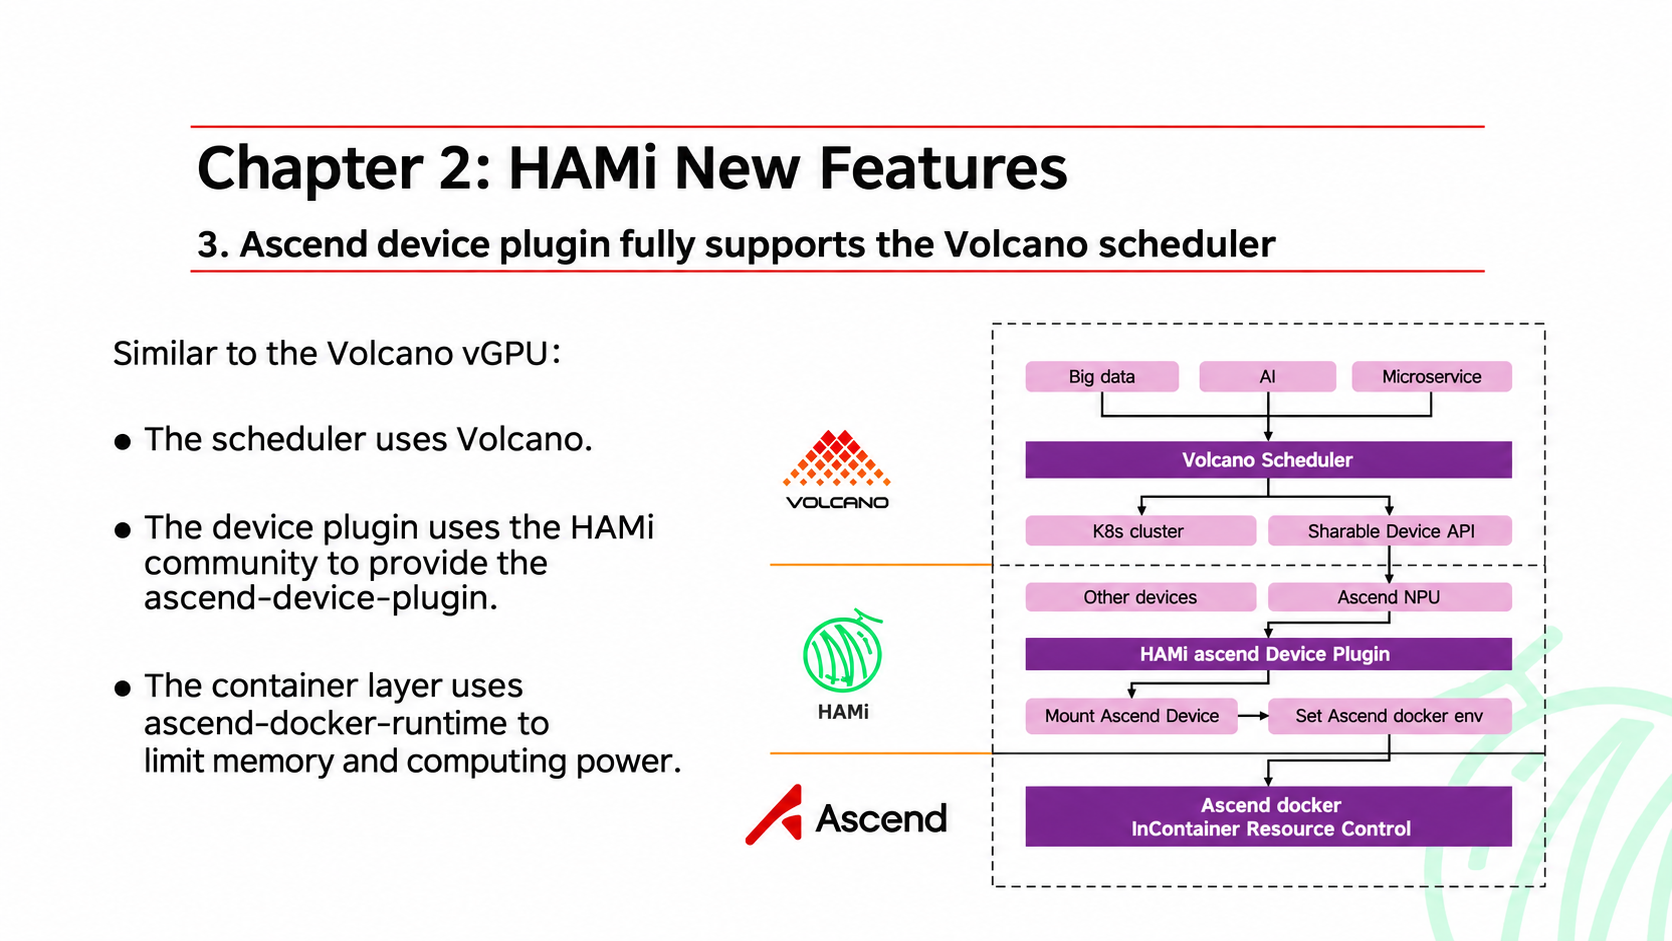 Chapter 2: HAMi New Features
3. Ascend device plugin fully supports the Volcano scheduler
Similar to the Volcano vGPU:
● The scheduler uses Volcano.
● The device plugin uses the HAMi
community to provide the
ascend-device-plugin.
● The container layer uses
ascend-docker-runtime to
limit memory and computing power.
VOLCANO
HAMi
Ascend
Big data
AI
Microservice
Volcano Scheduler
K8s cluster
Sharable Device API
Other devices
Ascend NPU
HAMi ascend Device Plugin
Mount Ascend Device
Set Ascend docker env
Ascend docker
InContainer Resource Control